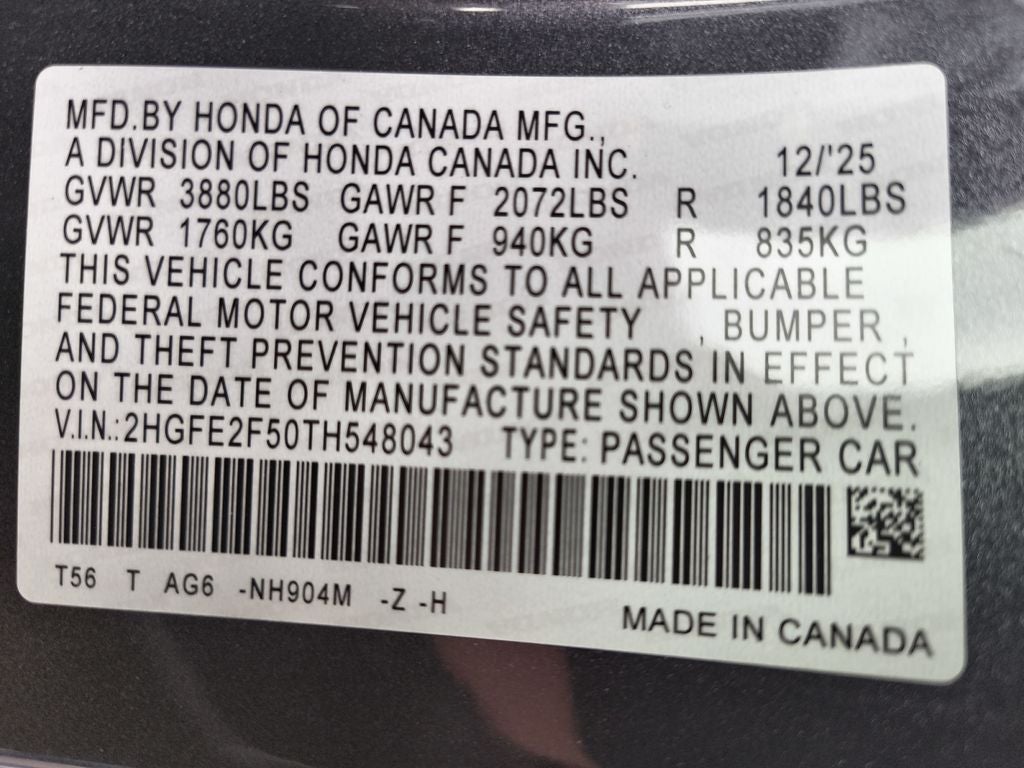 MFD.BY HONDA OF CANADA MFG.,
A DIVISION OF HONDA CANADA INC. 12/'25
GVWR 3880LBS GAWR F 2072LBS R 1840LBS
GVWR 1760KG GAWR F 940KG R 835KG
THIS VEHICLE CONFORMS TO ALL APPLICABLE
FEDERAL MOTOR VEHICLE SAFETY , BUMPER ,
AND THEFT PREVENTION STANDARDS IN EFFECT
ON THE DATE OF MANUFACTURE SHOWN ABOVE.
V.I.N.:2HGFE2F50TH548043 TYPE: PASSENGER CAR
T56 T AG6 -NH904M -Z -H
MADE IN CANADA